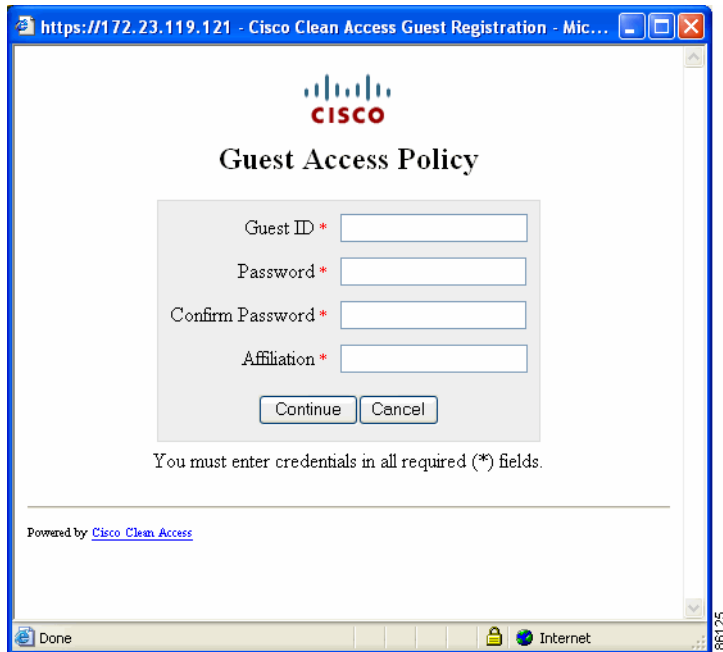 https://172.23.119.121 - Cisco Clean Access Guest Registration - Mic...
CISCO
Guest Access Policy
Guest ID *
Password *
Confirm Password *
Affiliation *
Continue Cancel
You must enter credentials in all required (*) fields.
Powered by Cisco Clean Access
Done Internet